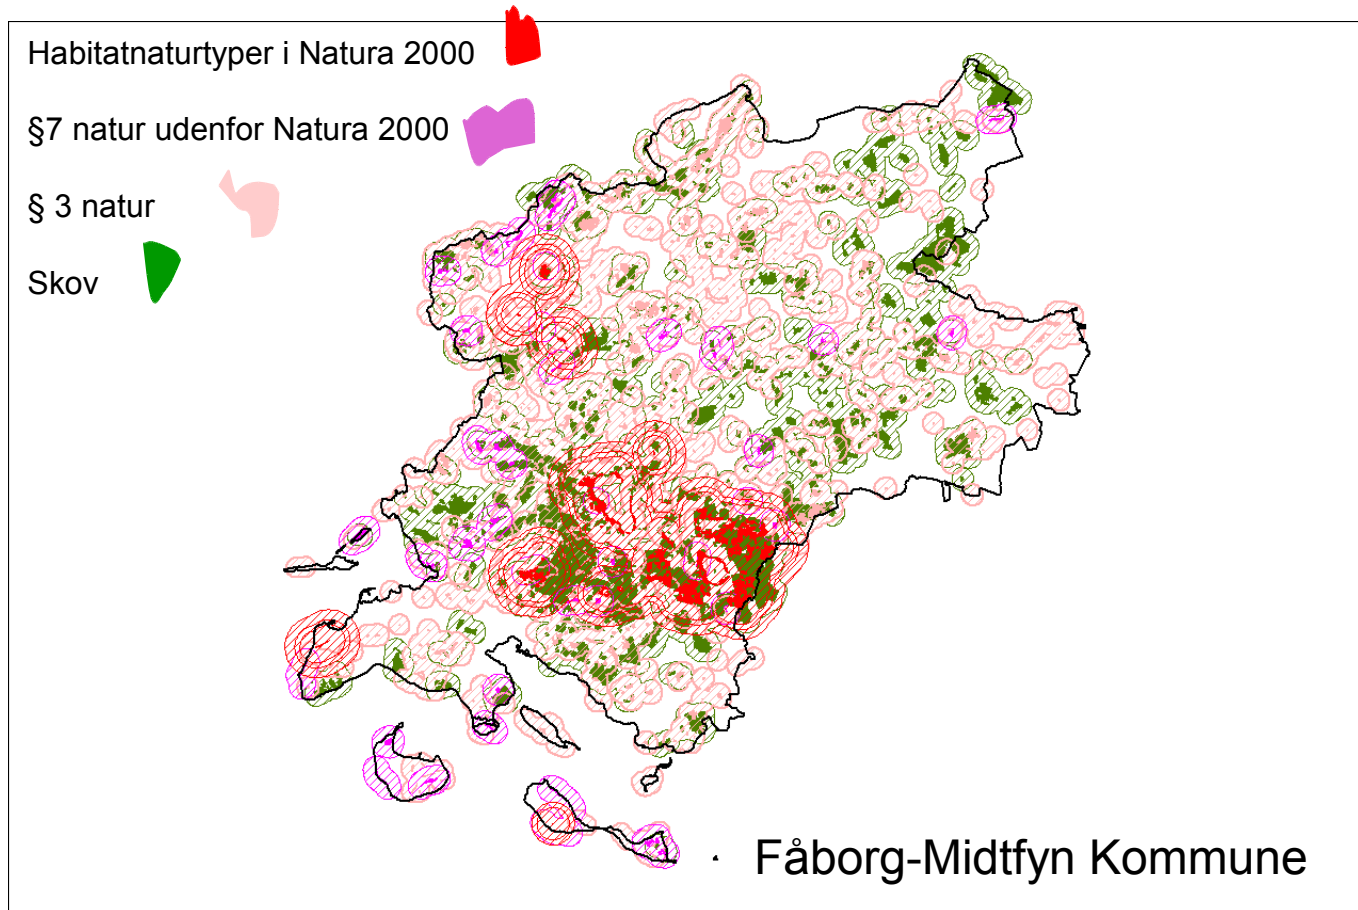 Habitatnaturtyper i Natura 2000
§7 natur udenfor Natura 2000
§ 3 natur
Skov
Fåborg-Midtfyn Kommune